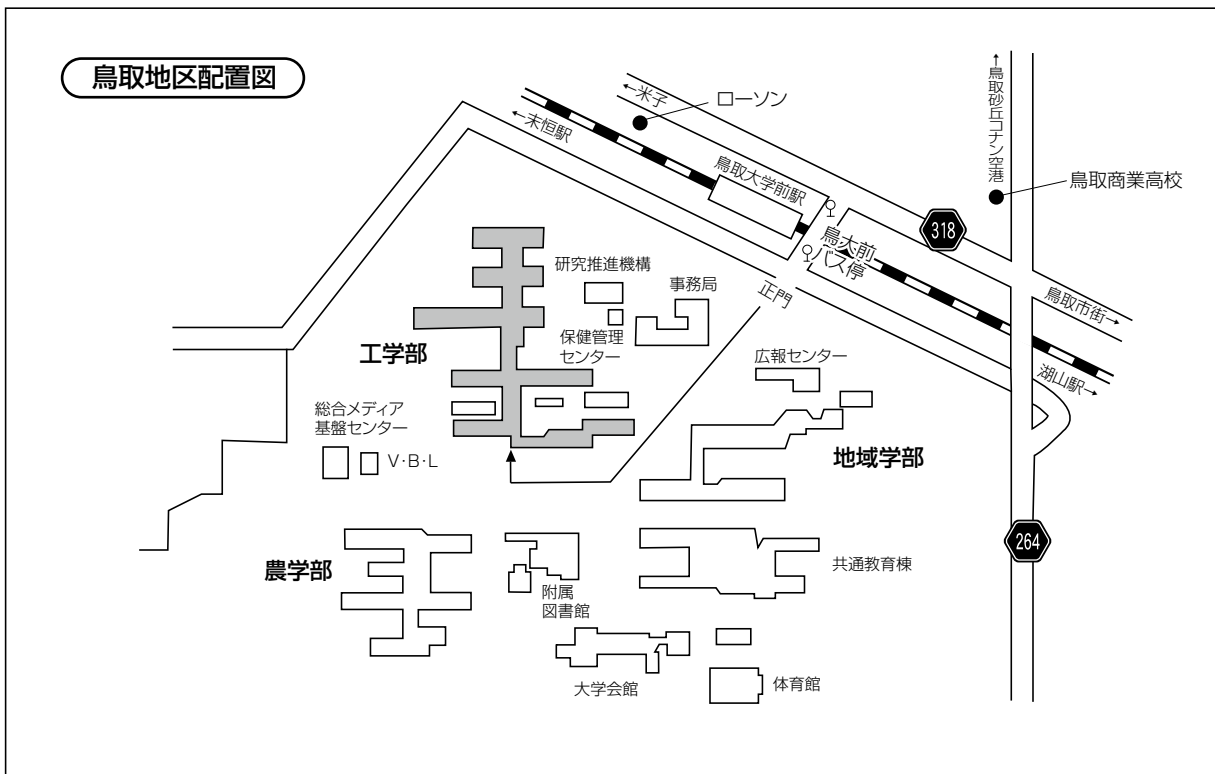 鳥取地区配置図
←米子
ローソン
←末恒駅
↑鳥取砂丘コナン空港
鳥取大学前駅
鳥取商業高校
318
鳥大前
バス停
研究推進機構
事務局
正門
鳥取市街→
保健管理
センター
工学部
広報センター
湖山駅→
総合メディア
基盤センター
V・B・L
地域学部
264
農学部
共通教育棟
附属
図書館
大学会館
体育館